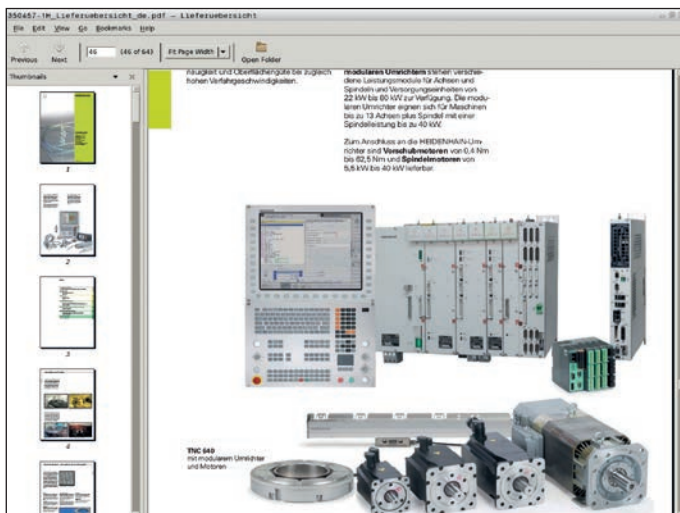 350457-1H_Lieferuebersicht_de.pdf – Lieferuebersicht
File Edit View Go Bookmarks Help
Previous
Next
46
(46 of 64)
Fit Page Width
Open Folder
Thumbnails
1
2
3
4
nauigkeit und Oberflächengüte bei zugleich
hohen Verfahrgeschwindigkeiten.
modularen Umrichtern stehen verschie-
dene Leistungsmodule für Achsen und
Spindeln und Versorgungseinheiten von
22 kW bis 80 kW zur Verfügung. Die modu-
laren Umrichter eignen sich für Maschinen
bis zu 13 Achsen plus Spindel mit einer
Spindelleistung bis zu 40 kW.
Zum Anschluss an die HEIDENHAIN-Um-
richter sind Vorschubmotoren von 0,4 Nm
bis 62,5 Nm und Spindelmotoren von
5,5 kW bis 40 kW lieferbar.
TNC 640
mit modularem Umrichter
und Motoren